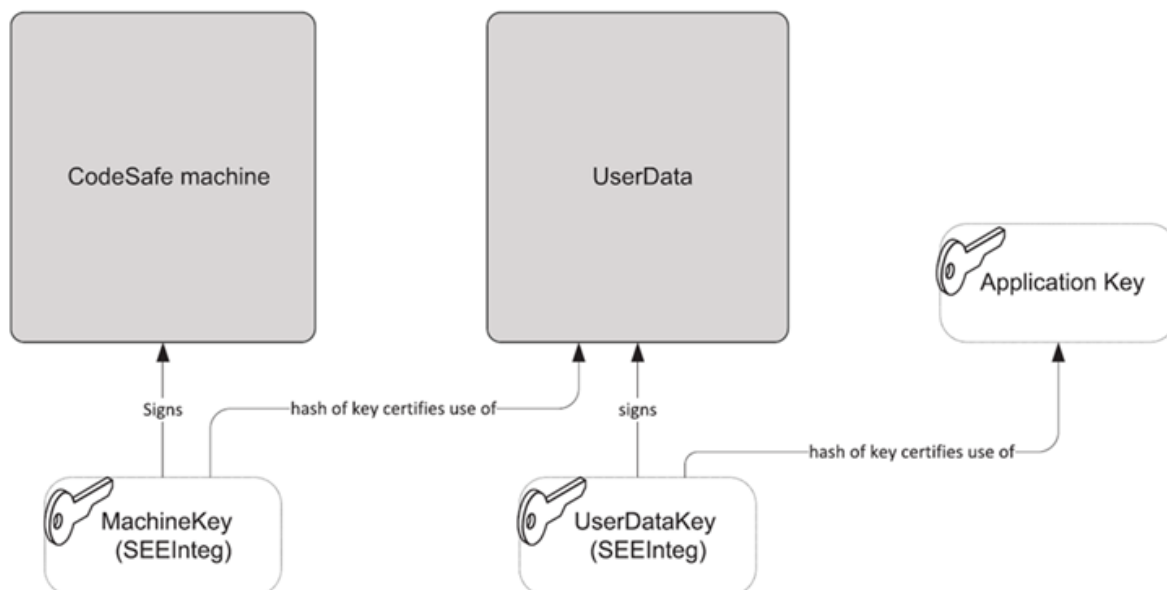 CodeSafe machine
UserData
Application Key
Signs
hash of key certifies use of
signs
hash of key certifies use of
MachineKey
(SEEInteg)
UserDataKey
(SEEInteg)